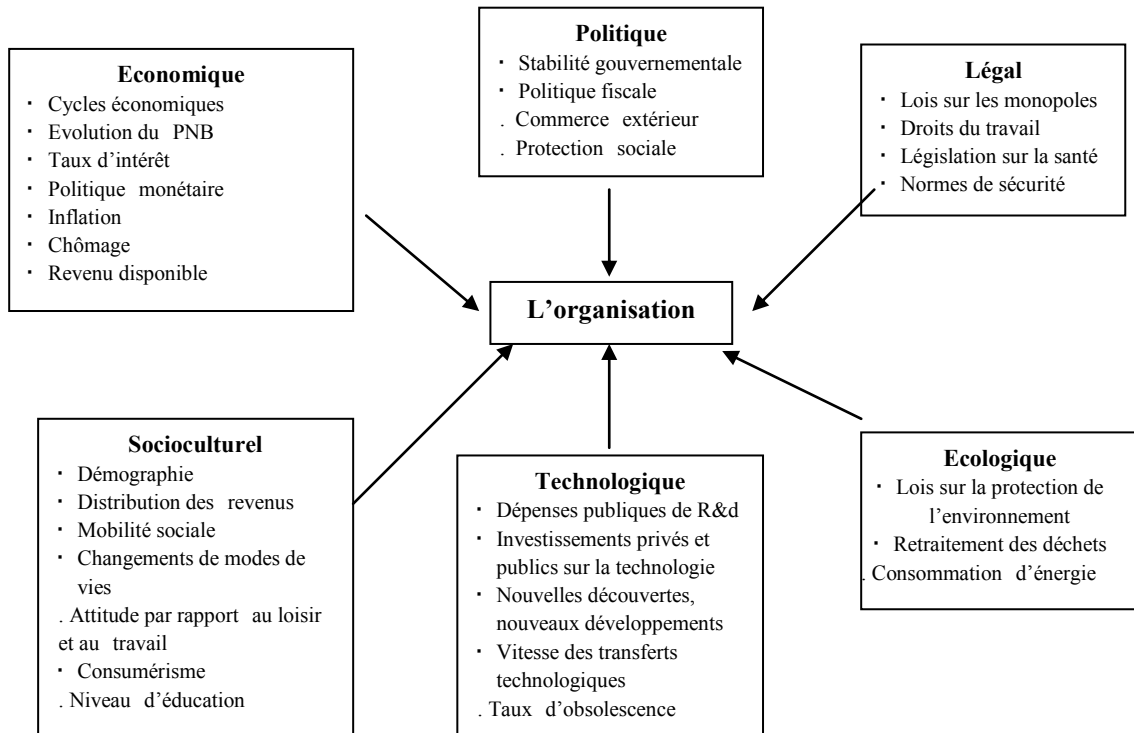 Politique
· Stabilité gouvernementale
· Politique fiscale
. Commerce extérieur
. Protection sociale
Economique
· Cycles économiques
· Evolution du PNB
· Taux d’intérêt
· Politique monétaire
· Inflation
· Chômage
· Revenu disponible
Légal
· Lois sur les monopoles
· Droits du travail
· Législation sur la santé
· Normes de sécurité
L’organisation
Socioculturel
· Démographie
· Distribution des revenus
· Mobilité sociale
· Changements de modes de
vies
. Attitude par rapport au loisir
et au travail
· Consumérisme
. Niveau d’éducation
Technologique
· Dépenses publiques de R&d
· Investissements privés et
publics sur la technologie
· Nouvelles découvertes,
nouveaux développements
· Vitesse des transferts
technologiques
. Taux d’obsolescence
Ecologique
· Lois sur la protection de
l’environnement
· Retraitement des déchets
. Consommation d’énergie